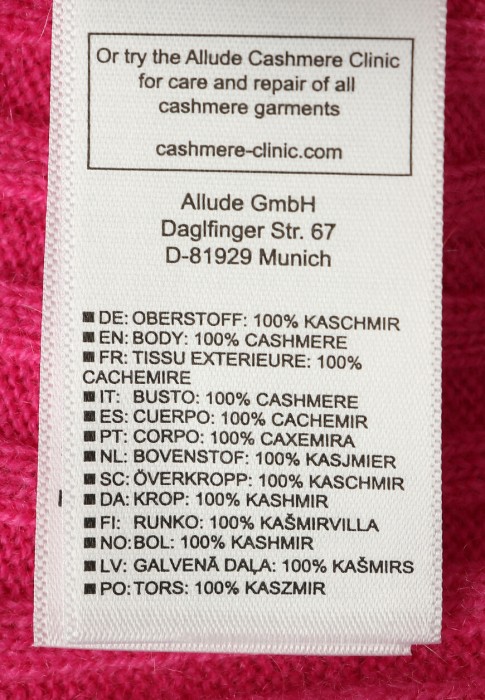 Or try the Allude Cashmere Clinic
for care and repair of all
cashmere garments
cashmere-clinic.com
Allude GmbH
Daglfinger Str. 67
D-81929 Munich
■ DE: OBERSTOFF: 100% KASCHMIR
■ EN: BODY: 100% CASHMERE
■ FR: TISSU EXTERIEURE: 100%
CACHEMIRE
■ IT: BUSTO: 100% CASHMERE
■ ES: CUERPO: 100% CACHEMIR
■ PT: CORPO: 100% CAXEMIRA
■ NL: BOVENSTOF: 100% KASJMIER
■ SC: ÖVERKROPP: 100% KASCHMIR
■ DA: KROP: 100% KASHMIR
■ FI: RUNKO: 100% KAŠMIRVILLA
■ NO: BOL: 100% KASHMIR
■ LV: GALVENĀ DAĻA: 100% KAŠMIRS
■ PO: TORS: 100% KASZMIR